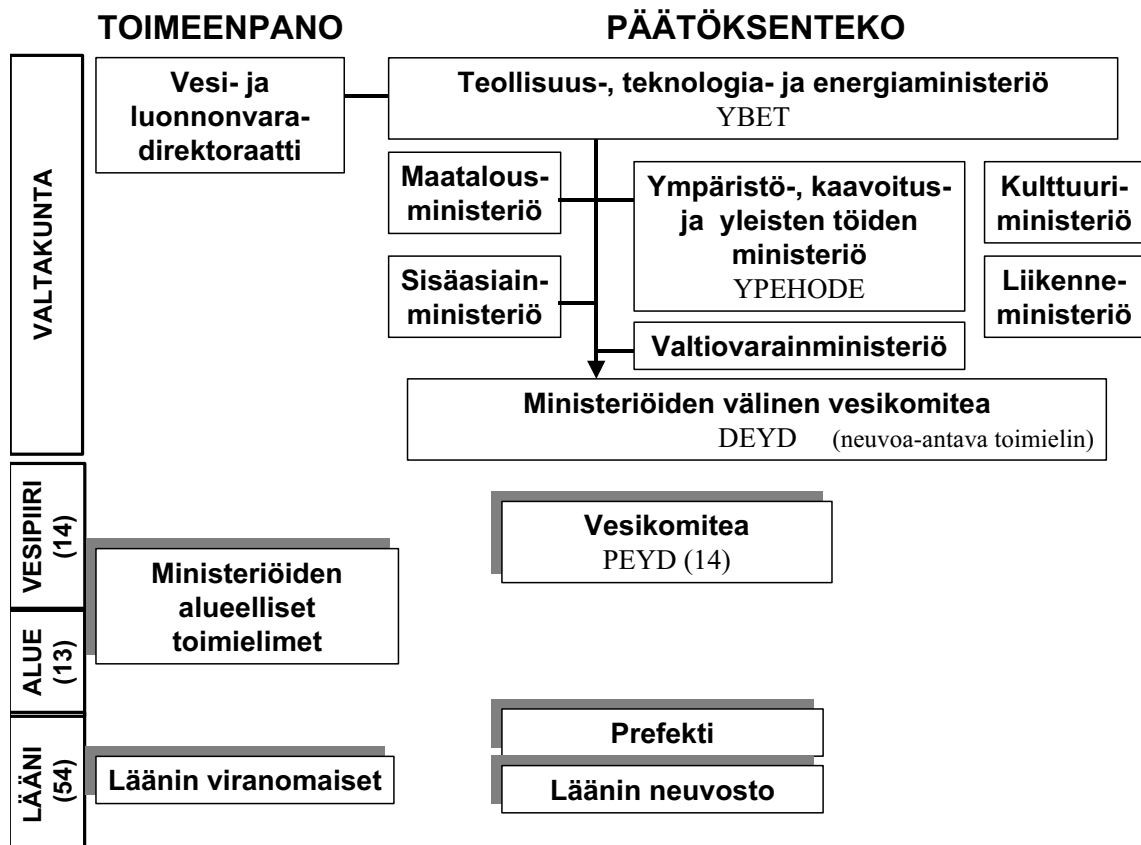 TOIMEENPANO
PÄÄTÖKSENTEKO
VALTAKUNTA
Vesi- ja
luonnonvara-
direktoraatti
Teollisuus-, teknologia- ja energiaministeriö
YBET
Maatalous-
ministeriö
Ympäristö-, kaavoitus-
ja yleisten töiden
ministeriö
YPEHODE
Kulttuuri-
ministeriö
Sisäasiain-
ministeriö
Liikenne-
ministeriö
Valtiovarainministeriö
Ministeriöiden välinen vesikomitea
DEYD (neuvoa-antava toimielin)
VESIPIIRI
(14)
Vesikomitea
PEYD (14)
Ministeriöiden
alueelliset
toimielimet
ALUE
(13)
LÄÄNI
(54)
Prefekti
Läänin viranomaiset
Läänin neuvosto